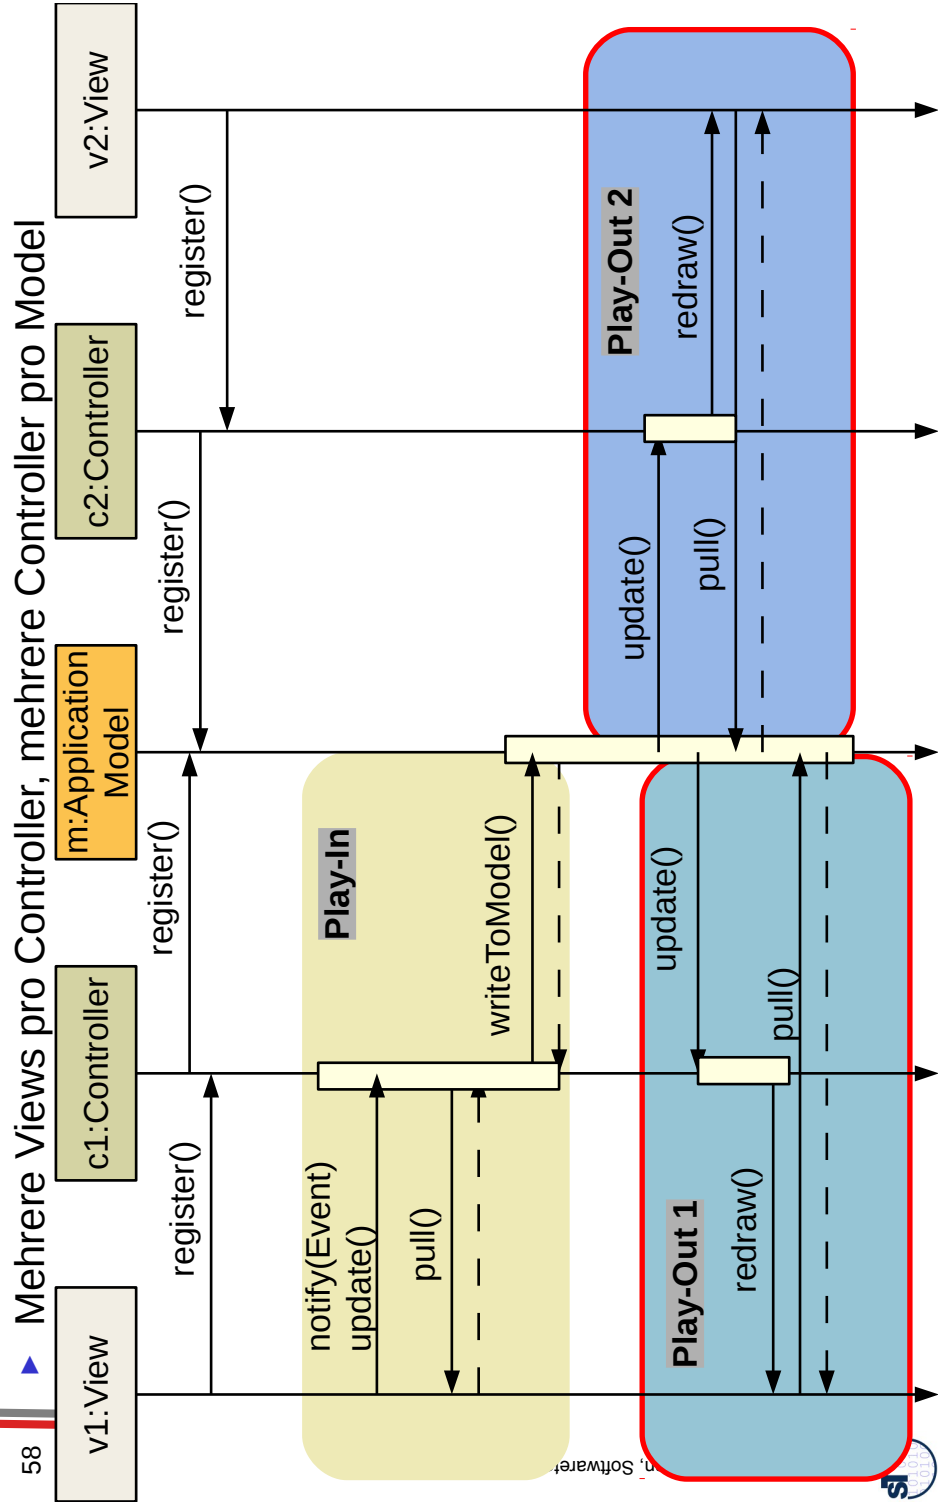 ▶ Mehrere Views pro Controller, mehrere Controller pro Model
v1:View
c1:Controller
m:Application
Model
c2:Controller
v2:View
register()
register()
register()
register()
Play-In
notify(Event)
update()
pull()
writeToModel()
Play-Out 2
update()
redraw()
pull()
Play-Out 1
update()
redraw()
pull()
58